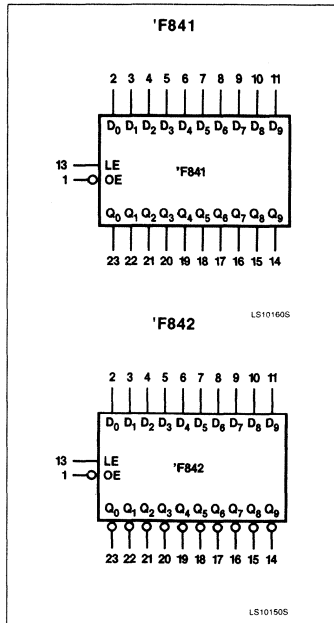 'F841
2 3 4 5 6 7 8 9 10 11
D0 D1 D2 D3 D4 D5 D6 D7 D8 D9
13 LE
'F841
1 OE
Q0 Q1 Q2 Q3 Q4 Q5 Q6 Q7 Q8 Q9
23 22 21 20 19 18 17 16 15 14
LS10160S
'F842
2 3 4 5 6 7 8 9 10 11
D0 D1 D2 D3 D4 D5 D6 D7 D8 D9
13 LE
'F842
1 OE
Q0 Q1 Q2 Q3 Q4 Q5 Q6 Q7 Q8 Q9
23 22 21 20 19 18 17 16 15 14
LS10150S